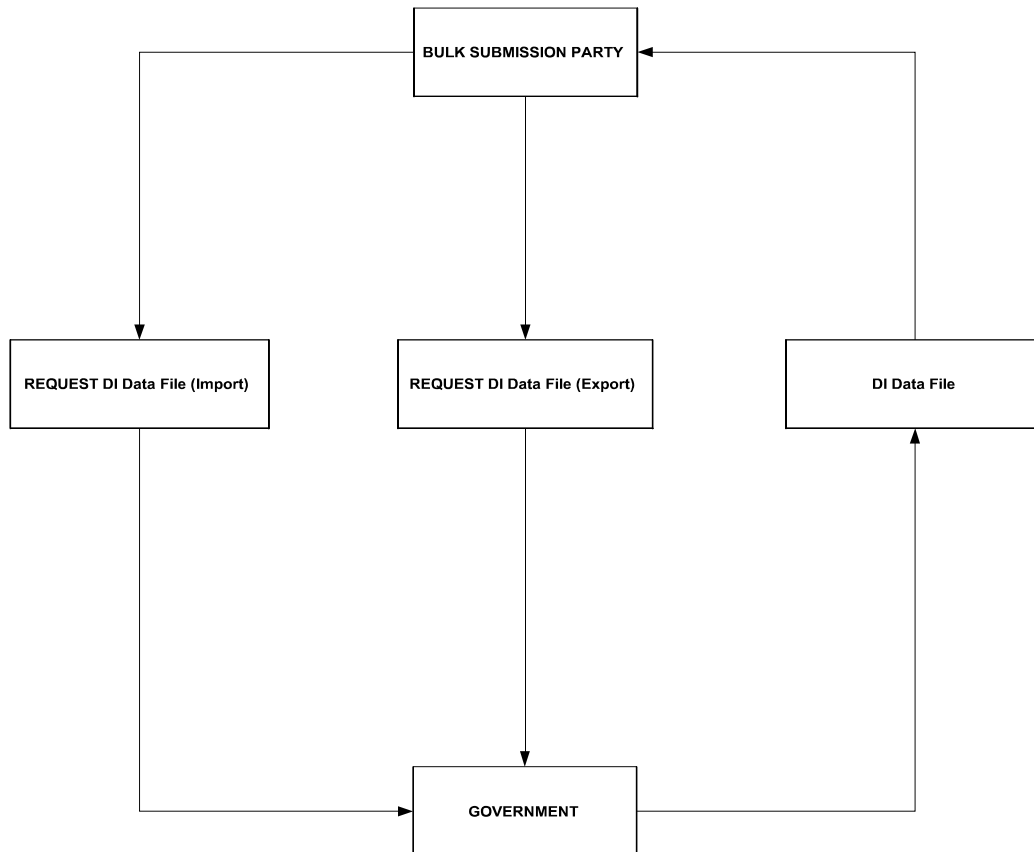 BULK SUBMISSION PARTY
REQUEST DI Data File (Import)
REQUEST DI Data File (Export)
DI Data File
GOVERNMENT